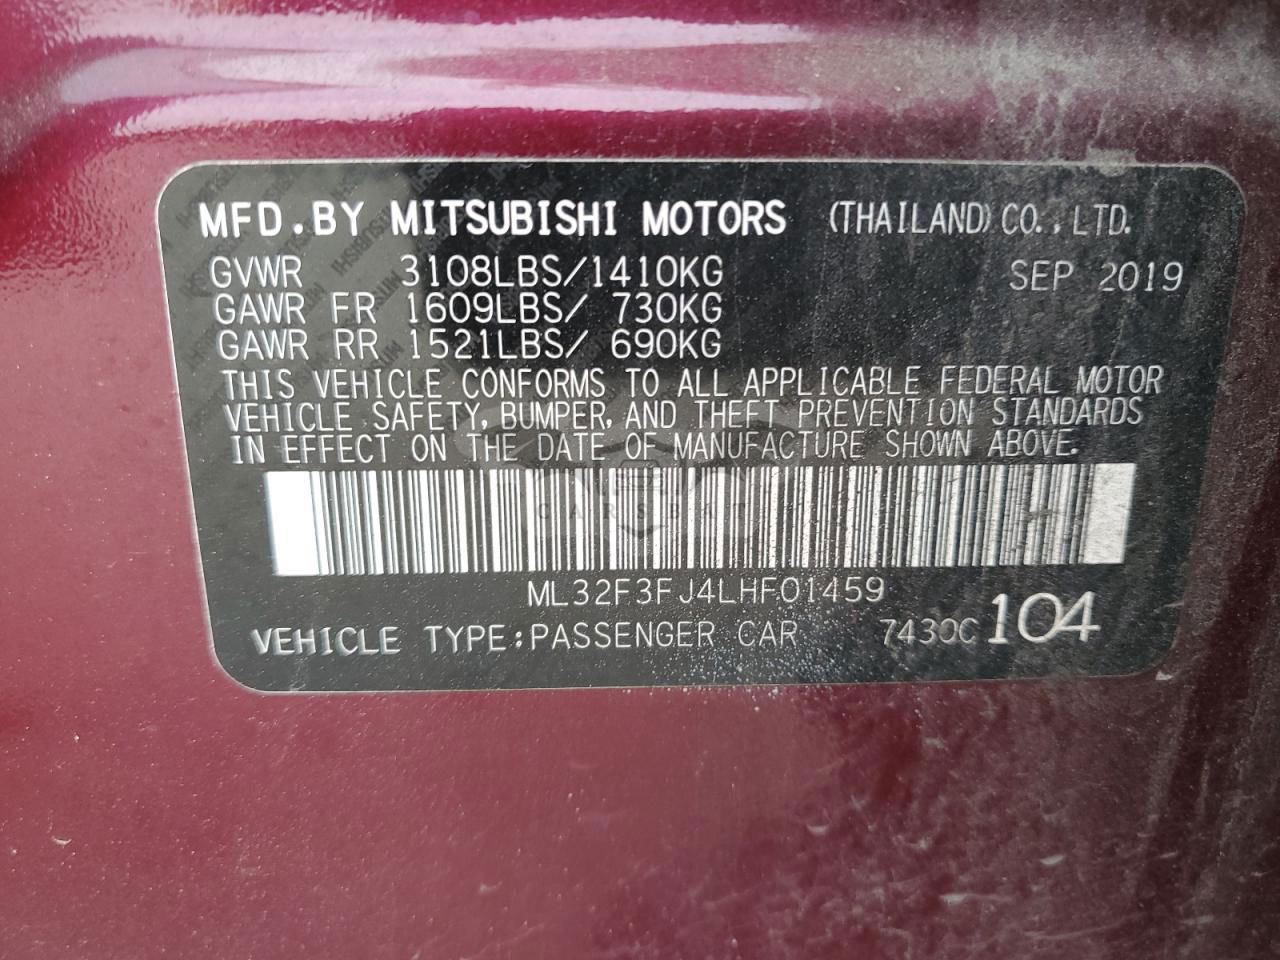 MFD.BY MITSUBISHI MOTORS (THAILAND) CO., LTD.
GVWR 3108LBS/1410KG SEP 2019
GAWR FR 1609LBS/ 730KG
GAWR RR 1521LBS/ 690KG
THIS VEHICLE CONFORMS TO ALL APPLICABLE FEDERAL MOTOR
VEHICLE SAFETY, BUMPER, AND THEFT PREVENTION STANDARDS
IN EFFECT ON THE DATE OF MANUFACTURE SHOWN ABOVE.
CARSBAT
ML32F3FJ4LHF01459
VEHICLE TYPE:PASSENGER CAR 7430C 104